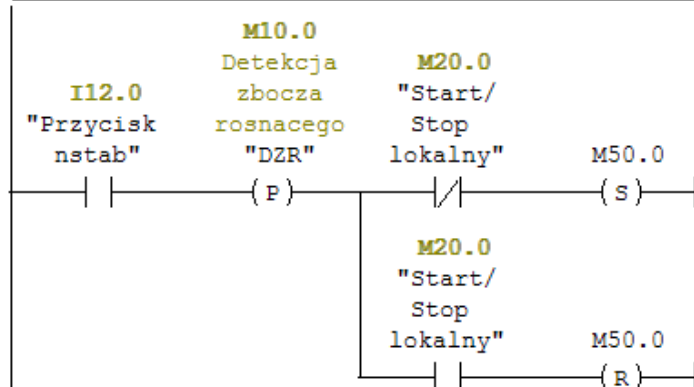 M10.0
Detekcja
zbocza
rosnacego
"DZR"
I12.0
"Przycisk
nstab"
M20.0
"Start/
Stop
lokalny"
M50.0
( P )
( S )
M20.0
"Start/
Stop
lokalny"
M50.0
( R )